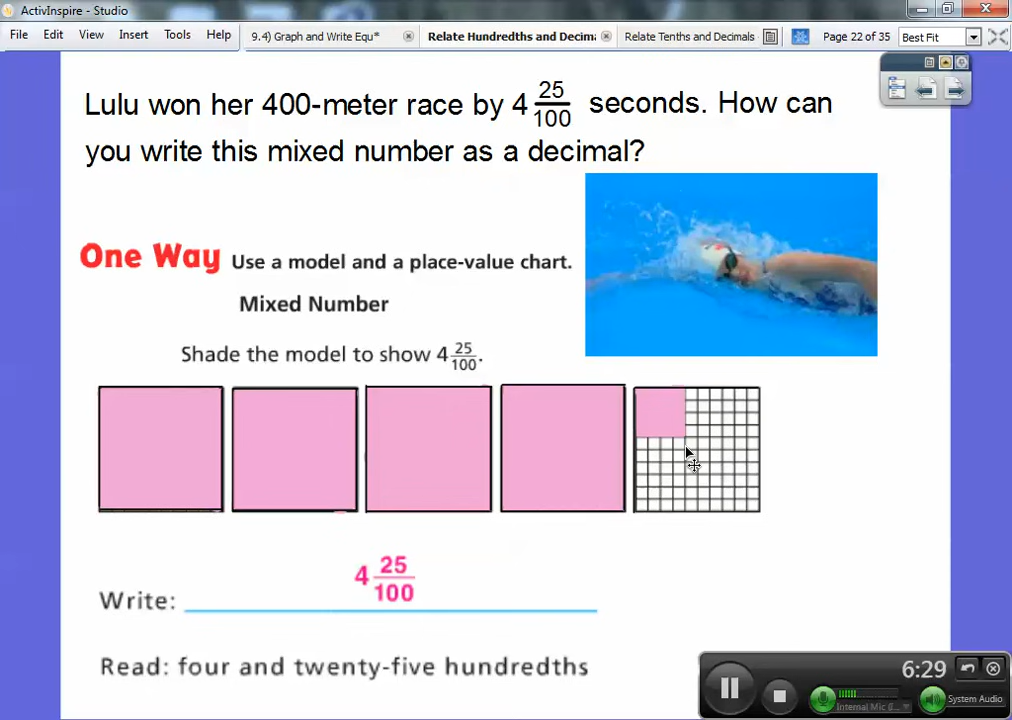 ActivInspire - Studio
File Edit View Insert Tools Help 9.4) Graph and Write Equ* Relate Hundredths and Decima Relate Tenths and Decimals Page 22 of 35 Best Fit
Lulu won her 400-meter race by 4 25/100 seconds. How can
you write this mixed number as a decimal?
One Way Use a model and a place-value chart.
Mixed Number
Shade the model to show 4 25/100.
4 25/100
Write:
Read: four and twenty-five hundredths
6:29
Internal Mic (I... System Audio